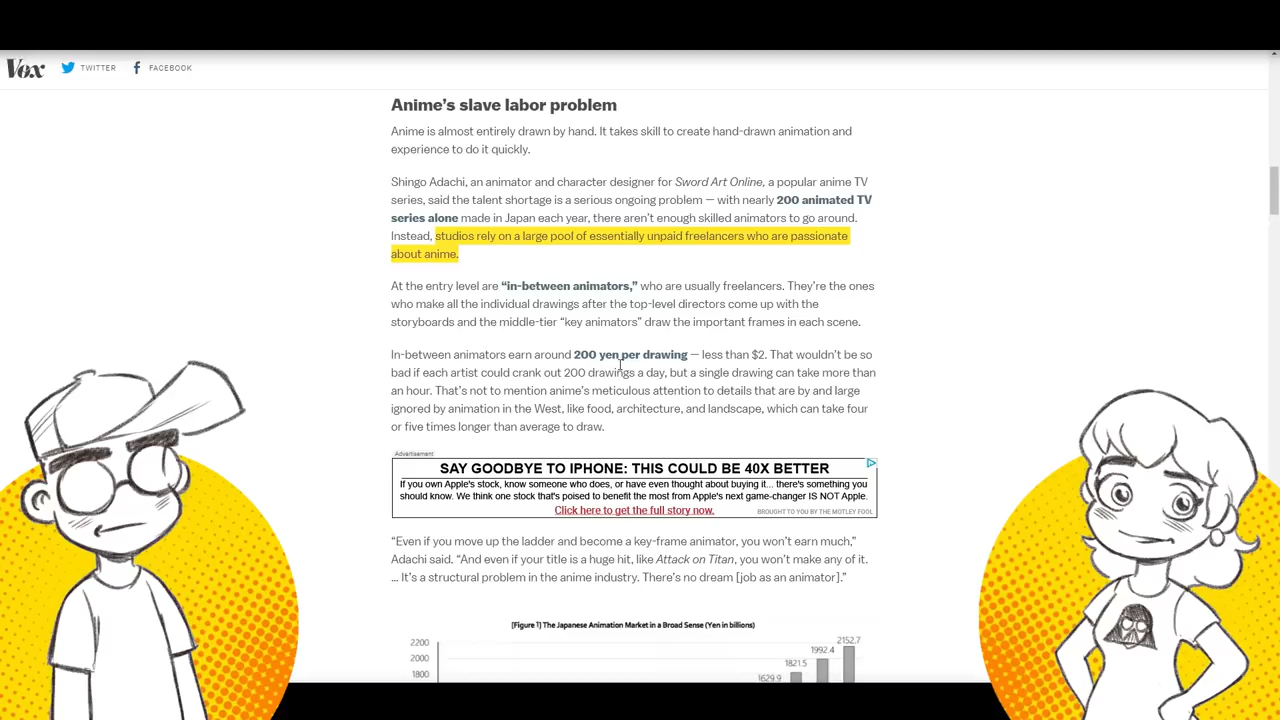 Vox
TWITTER
FACEBOOK
Anime's slave labor problem
Anime is almost entirely drawn by hand. It takes skill to create hand-drawn animation and
experience to do it quickly.
Shingo Adachi, an animator and character designer for Sword Art Online, a popular anime TV
series, said the talent shortage is a serious ongoing problem — with nearly 200 animated TV
series alone made in Japan each year, there aren't enough skilled animators to go around.
Instead, studios rely on a large pool of essentially unpaid freelancers who are passionate
about anime.
At the entry level are “in-between animators,” who are usually freelancers. They're the ones
who make all the individual drawings after the top-level directors come up with the
storyboards and the middle-tier “key animators” draw the important frames in each scene.
In-between animators earn around 200 yen per drawing — less than $2. That wouldn't be so
bad if each artist could crank out 200 drawings a day, but a single drawing can take more than
an hour. That's not to mention anime's meticulous attention to details that are by and large
ignored by animation in the West, like food, architecture, and landscape, which can take four
or five times longer than average to draw.
Advertisement
SAY GOODBYE TO IPHONE: THIS COULD BE 40X BETTER
If you own Apple's stock, know someone who does, or have even thought about buying it... there's something you
should know. We think one stock that's poised to benefit the most from Apple's next game-changer IS NOT Apple.
Click here to get the full story now.
BROUGHT TO YOU BY THE MOTLEY FOOL
“Even if you move up the ladder and become a key-frame animator, you won't earn much,”
Adachi said. “And even if your title is a huge hit, like Attack on Titan, you won't make any of it.
... It's a structural problem in the anime industry. There's no dream [job as an animator].”
[Figure 1] The Japanese Animation Market in a Broad Sense (Yen in billions)
2200
2152.7
2000
1992.4
1821.5
1800
1629.9